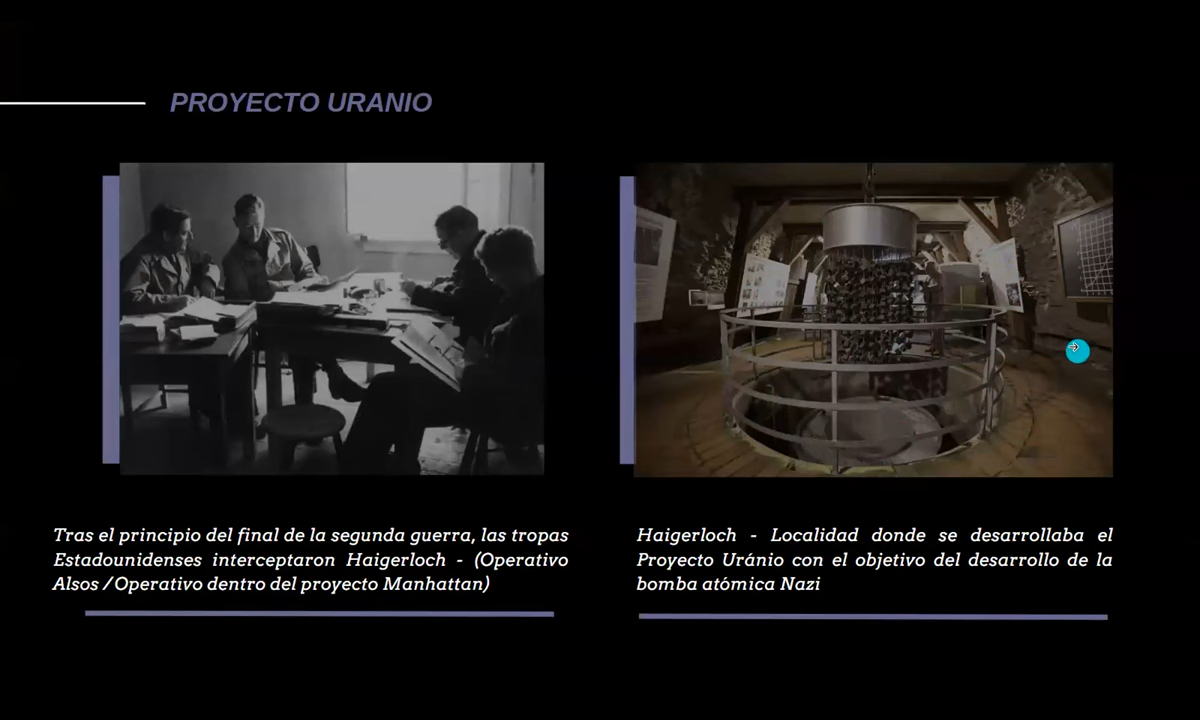 PROYECTO URANIO
Tras el principio del final de la segunda guerra, las tropas
Estadounidenses interceptaron Haigerloch - (Operativo
Alsos / Operativo dentro del proyecto Manhattan)
Haigerloch - Localidad donde se desarrollaba el
Proyecto Uránio con el objetivo del desarrollo de la
bomba atómica Nazi